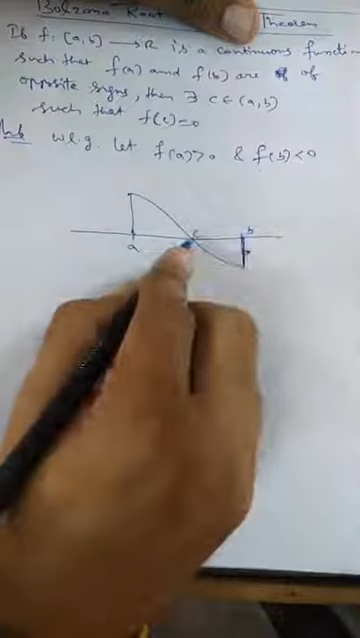 Bolzano Root Theorem
If f: [a,b] → R is a continuous function
such that f(a) and f(b) are of
opposite signs, then ∃ c ∈ (a,b)
such that f(c)=0
w.l.g. let f(a)>0 & f(b)<0
c b
a